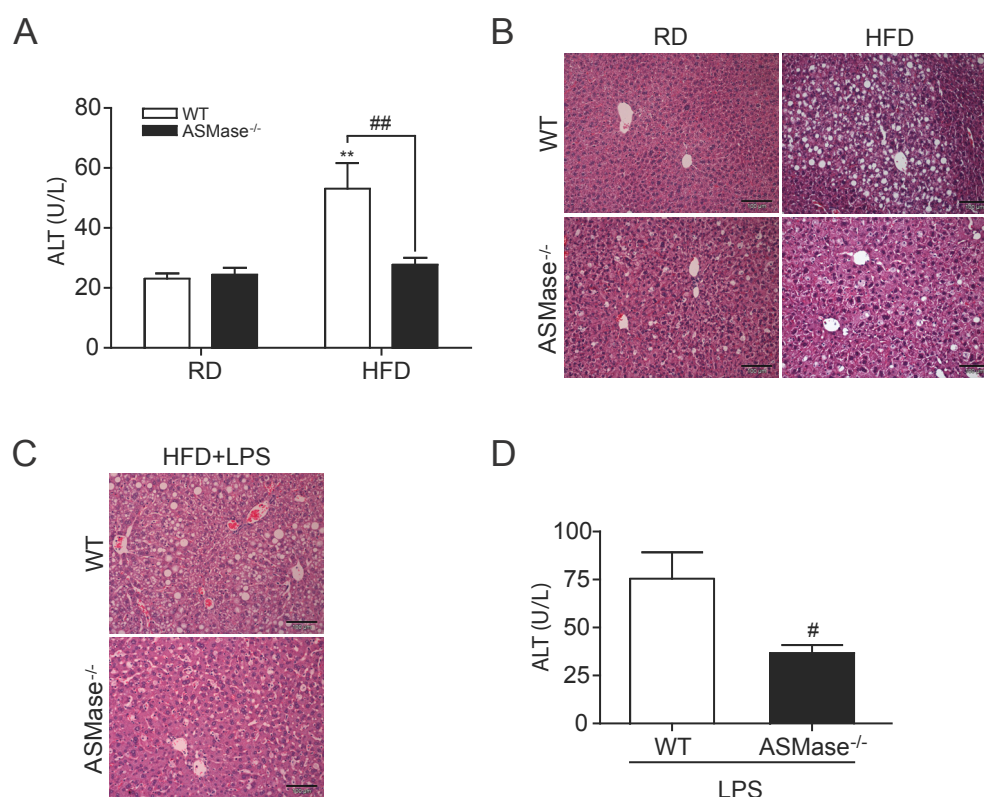 A
ALT (U/L)
80
60
40
20
0
WT
ASMase-/-
**
##
RD
HFD
B
RD
HFD
WT
ASMase-/-
C
HFD+LPS
WT
ASMase-/-
D
ALT (U/L)
100
75
50
25
0
#
WT
ASMase-/-
LPS